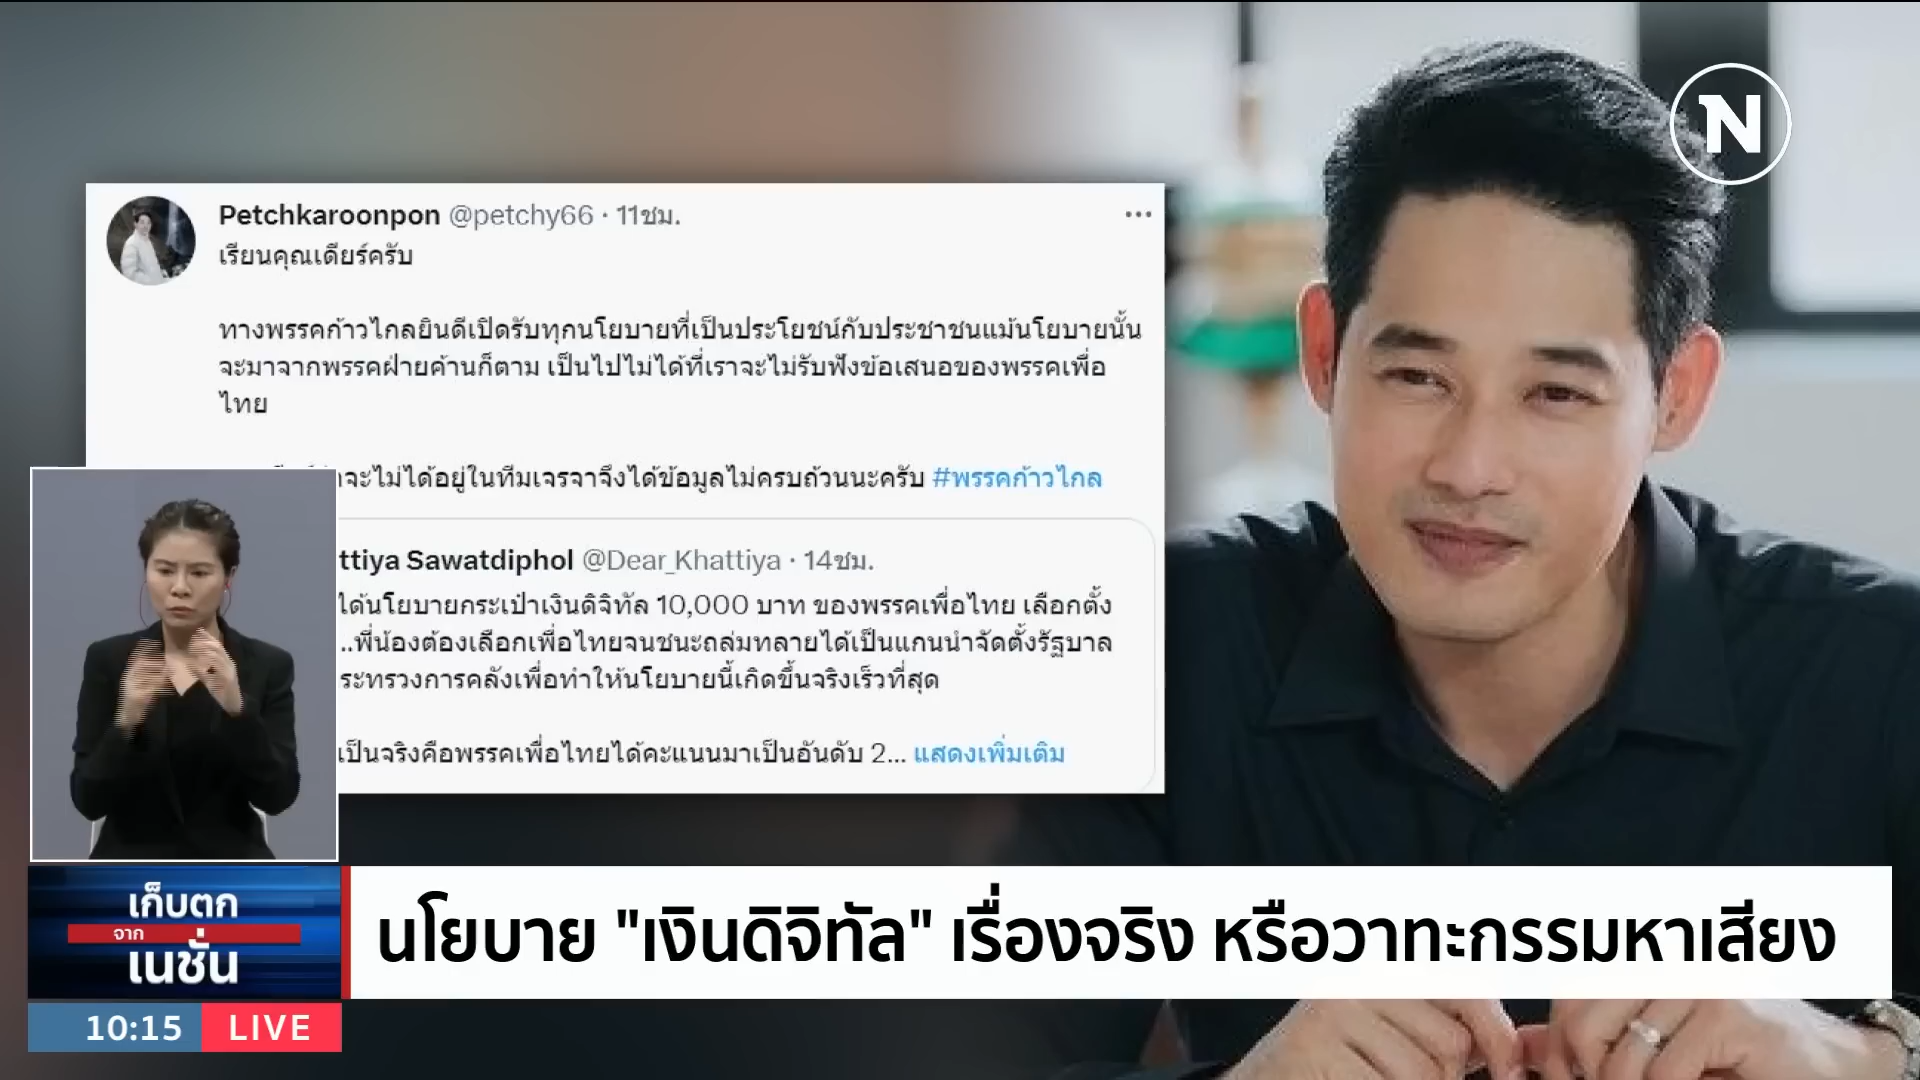 N
Petchkaroonpon @petchy66 · 11ชม.
เรียนคุณเดียร์ครับ
ทางพรรคก้าวไกลยินดีเปิดรับทุกนโยบายที่เป็นประโยชน์กับประชาชนแม้นโยบายนั้น
จะมาจากพรรคฝ่ายค้านก็ตาม เป็นไปไม่ได้ที่เราจะไม่รับฟังข้อเสนอของพรรคเพื่อ
ไทย
จะไม่ได้อยู่ในทีมเจรจาจึงได้ข้อมูลไม่ครบถ้วนนะครับ #พรรคก้าวไกล
ttiya Sawatdiphol @Dear_Khattiya · 14ชม.
ได้นโยบายกระเป๋าเงินดิจิทัล 10,000 บาท ของพรรคเพื่อไทย เลือกตั้ง
..พี่น้องต้องเลือกเพื่อไทยจนชนะถล่มทลายได้เป็นแกนนำจัดตั้งรัฐบาล
ระทรวงการคลังเพื่อทำให้นโยบายนี้เกิดขึ้นจริงเร็วที่สุด
เป็นจริงคือพรรคเพื่อไทยได้คะแนนมาเป็นอันดับ 2... แสดงเพิ่มเติม
เก็บตก
จาก
เนชั่น
นโยบาย "เงินดิจิทัล" เรื่องจริง หรือวาทะกรรมหาเสียง
10:15 LIVE